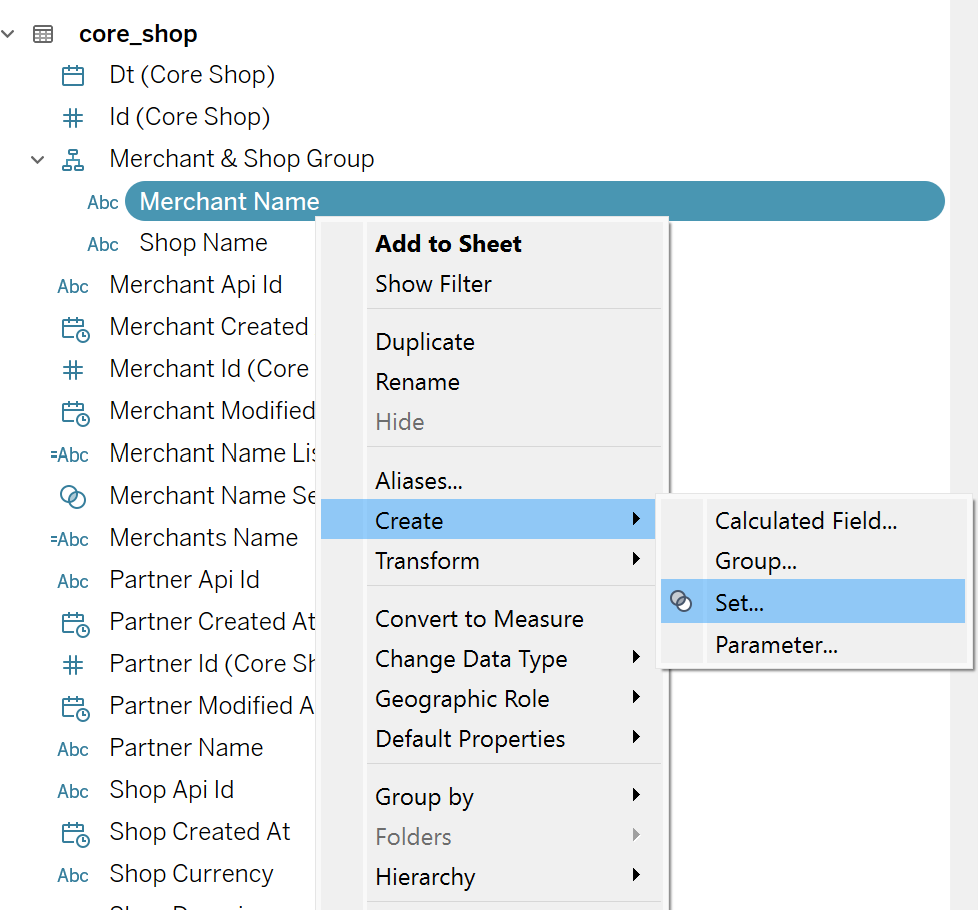 core_shop
Dt (Core Shop)
Id (Core Shop)
Merchant & Shop Group
Abc Merchant Name
Abc Shop Name
Abc Merchant Api Id
Merchant Created
Merchant Id (Core
Merchant Modified
=Abc Merchant Name Lis
Merchant Name Se
=Abc Merchants Name
Abc Partner Api Id
Partner Created At
Partner Id (Core Sh
Partner Modified A
Abc Partner Name
Abc Shop Api Id
Shop Created At
Abc Shop Currency
Add to Sheet
Show Filter
Duplicate
Rename
Hide
Aliases...
Create
Transform
Convert to Measure
Change Data Type
Geographic Role
Default Properties
Group by
Folders
Hierarchy
Calculated Field...
Group...
Set...
Parameter...